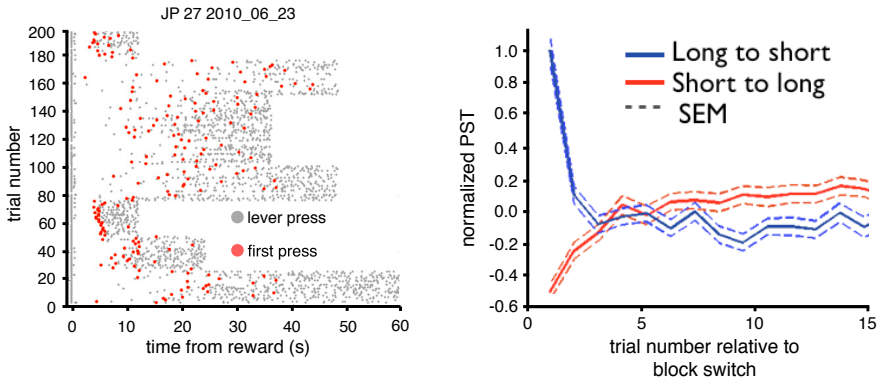 JP 27 2010_06_23
200
180
160
140
120
100
80
60
40
20
0
trial number
lever press
first press
0 10 20 30 40 50 60
time from reward (s)
1.0
0.8
0.6
0.4
0.2
0.0
-0.2
-0.4
-0.6
normalized PST
Long to short
Short to long
SEM
0 5 10 15
trial number relative to
block switch